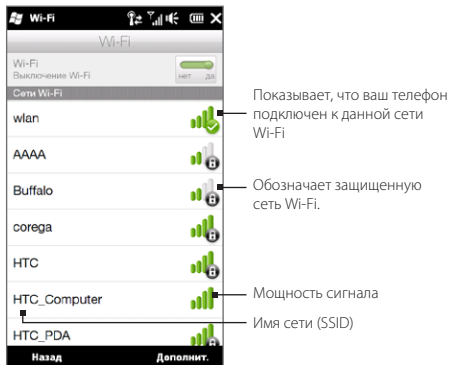 Wi-Fi
Wi-Fi
Wi-Fi
Выключение Wi-Fi
нет да
Сети Wi-Fi
wlan
Показывает, что ваш телефон
подключен к данной сети
Wi-Fi
AAAA
Buffalo
Обозначает защищенную
сеть Wi-Fi.
corega
HTC
HTC_Computer
Мощность сигнала
Имя сети (SSID)
HTC_PDA
Назад Дополнит.